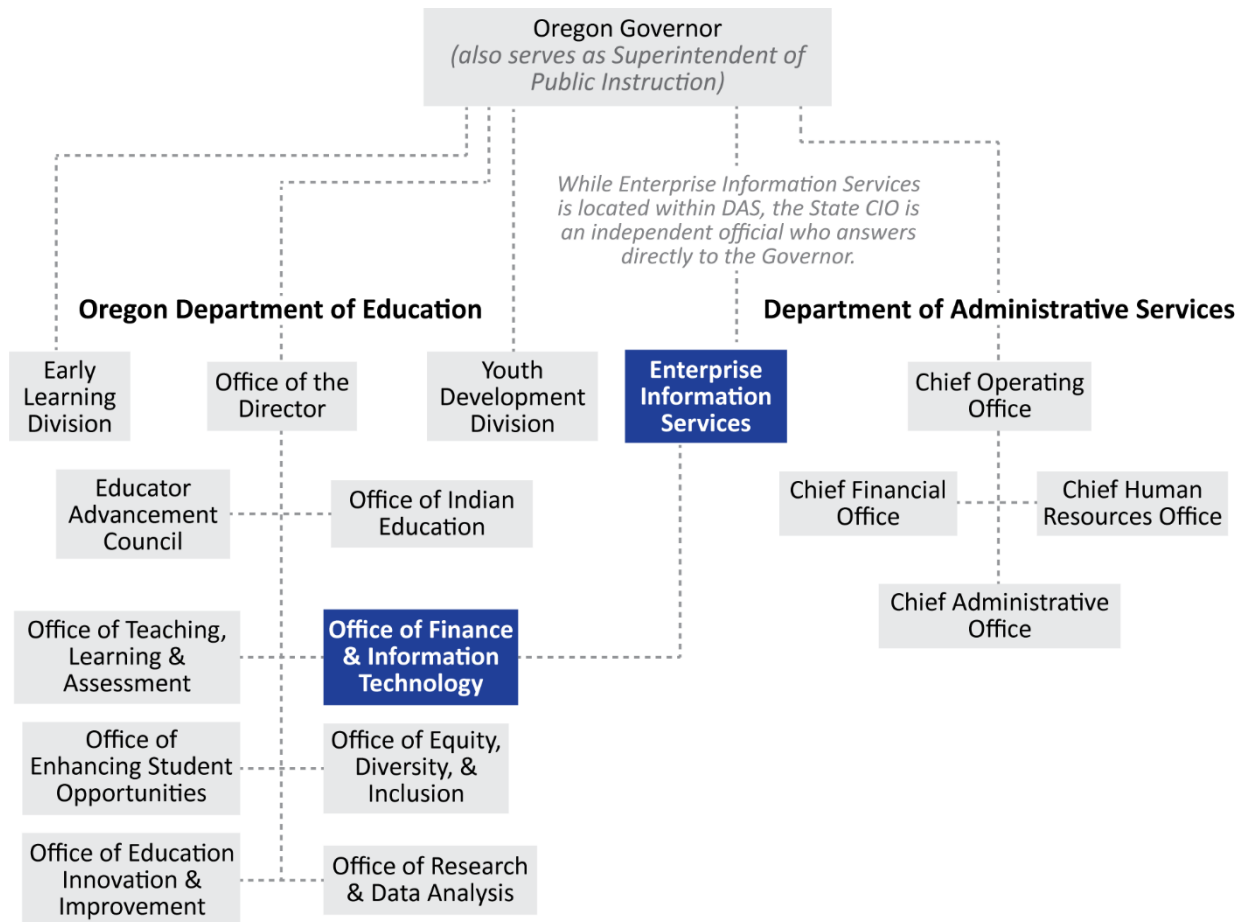 Oregon Governor
(also serves as Superintendent of
Public Instruction)
While Enterprise Information Services
is located within DAS, the State CIO is
an independent official who answers
directly to the Governor.
Oregon Department of Education
Department of Administrative Services
Early
Learning
Division
Office of the
Director
Youth
Development
Division
Enterprise
Information
Services
Chief Operating
Office
Educator
Advancement
Council
Office of Indian
Education
Chief Financial
Office
Chief Human
Resources Office
Chief Administrative
Office
Office of Teaching,
Learning &
Assessment
Office of Finance
& Information
Technology
Office of
Enhancing Student
Opportunities
Office of Equity,
Diversity, &
Inclusion
Office of Education
Innovation &
Improvement
Office of Research
& Data Analysis